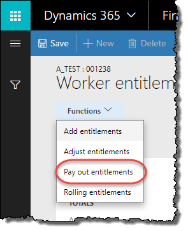 Dynamics 365
Save
New
Delete
A_TEST : 001238
Worker entitlem
Functions
Add entitlements
Adjust entitlements
Pay out entitlements
Rolling entitlements
TOTALS